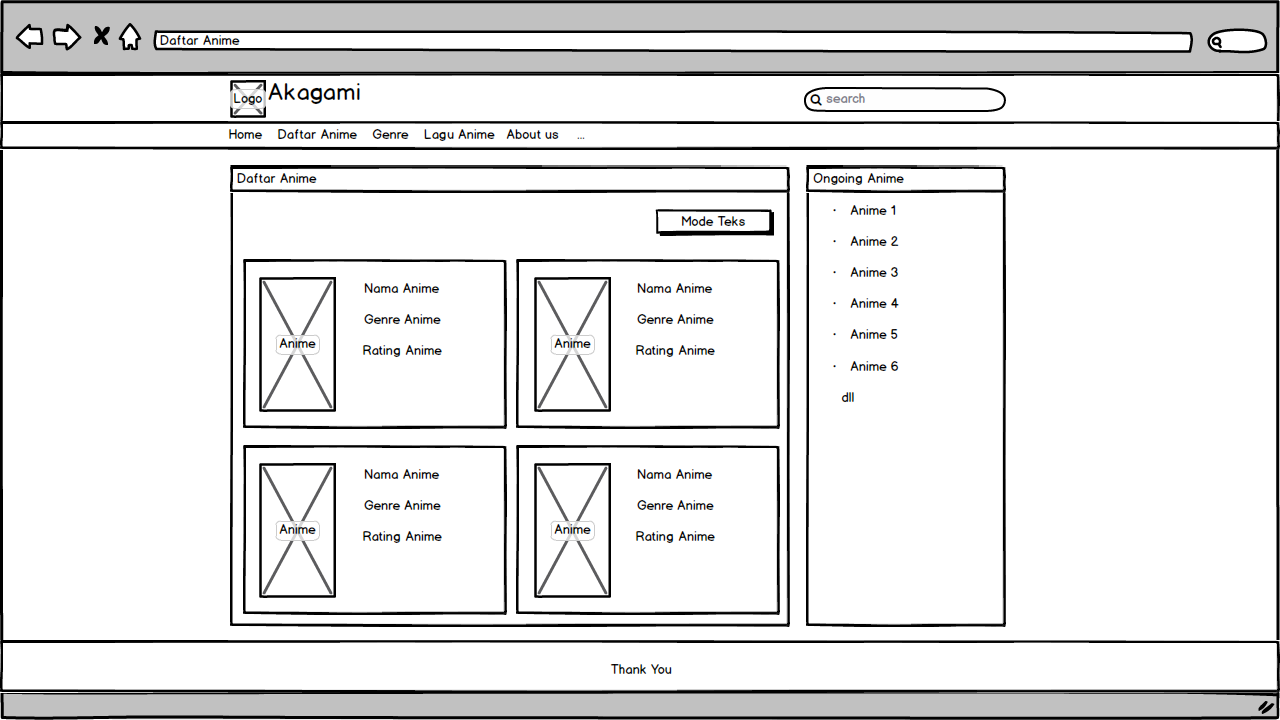 Daftar Anime
Logo
Akagami
search
Home Daftar Anime Genre Lagu Anime About us ...
Daftar Anime
Mode Teks
Anime
Nama Anime
Genre Anime
Rating Anime
Anime
Nama Anime
Genre Anime
Rating Anime
Anime
Nama Anime
Genre Anime
Rating Anime
Anime
Nama Anime
Genre Anime
Rating Anime
Ongoing Anime
· Anime 1
· Anime 2
· Anime 3
· Anime 4
· Anime 5
· Anime 6
dll
Thank You